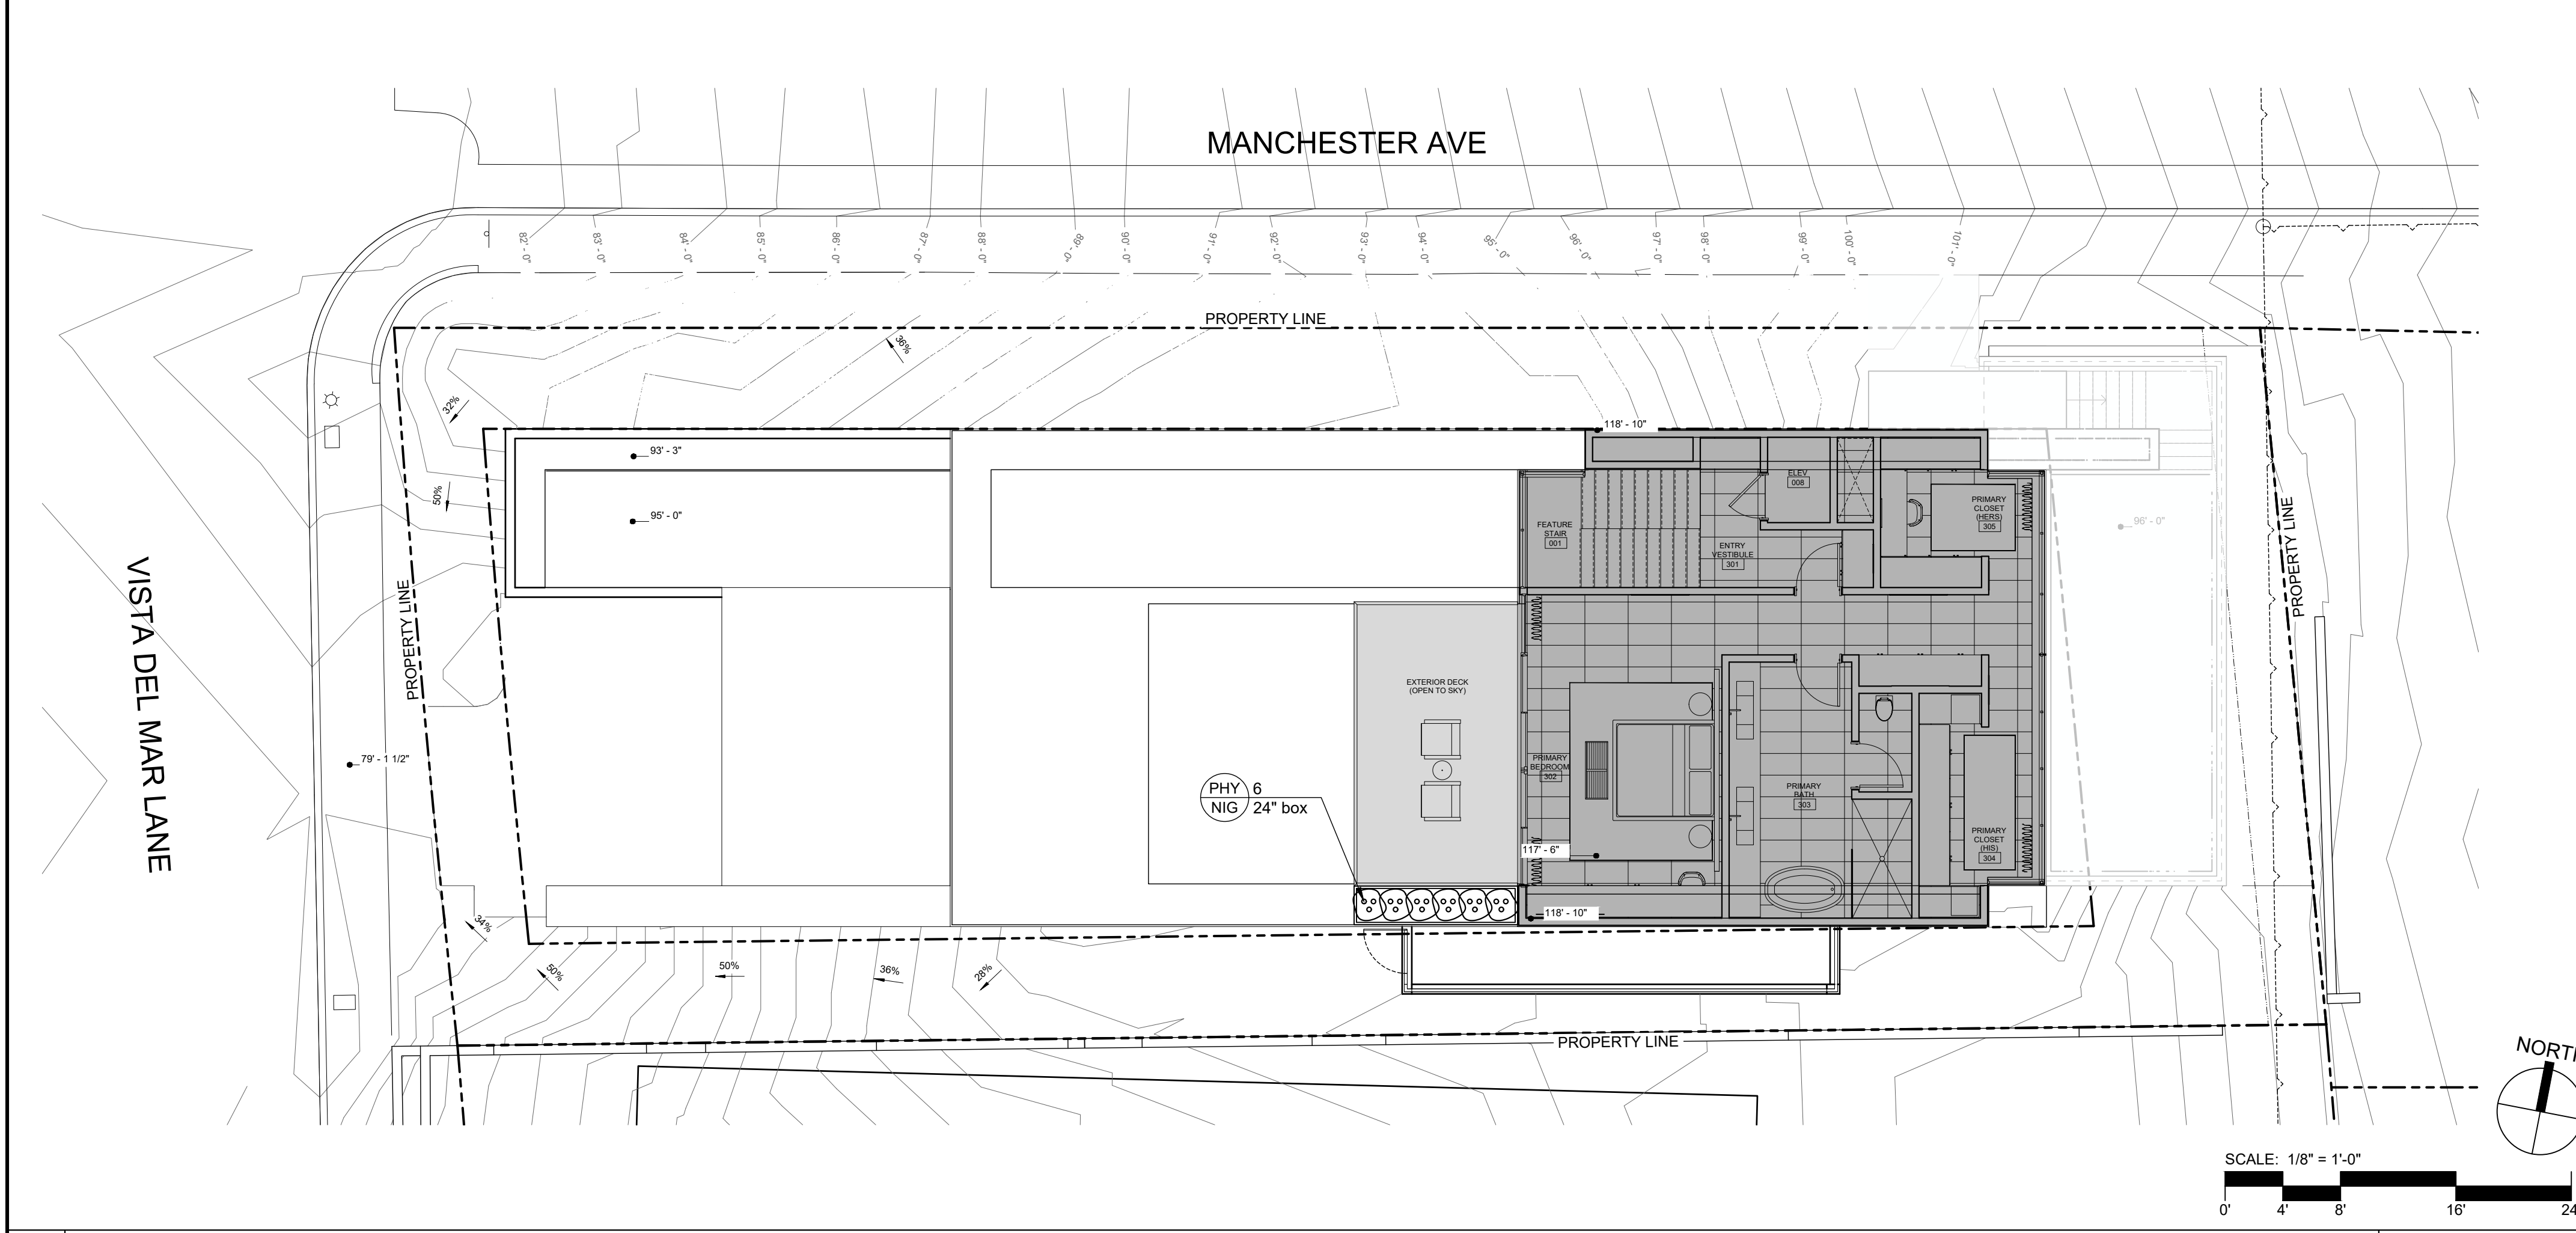 MANCHESTER AVE
82' - 0"
83' - 0"
84' - 0"
85' - 0"
86' - 0"
87' - 0"
88' - 0"
89' - 0"
90' - 0"
91' - 0"
92' - 0"
93' - 0"
94' - 0"
95' - 0"
96' - 0"
97' - 0"
98' - 0"
99' - 0"
100' - 0"
101' - 0"
PROPERTY LINE
36%
32%
50%
93' - 3"
95' - 0"
118' - 10"
ELEV
008
FEATURE
STAIR
001
ENTRY
VESTIBULE
301
PRIMARY
CLOSET
(HERS)
305
96' - 0"
PROPERTY LINE
PROPERTY LINE
VISTA DEL MAR LANE
79' - 1 1/2"
EXTERIOR DECK
(OPEN TO SKY)
PHY 6
NIG 24" box
PRIMARY
BEDROOM
302
PRIMARY
BATH
303
PRIMARY
CLOSET
(HIS)
304
117' - 6"
118' - 10"
34%
50%
50%
36%
28%
PROPERTY LINE
NORT
SCALE: 1/8" = 1'-0"
0' 4' 8' 16' 24